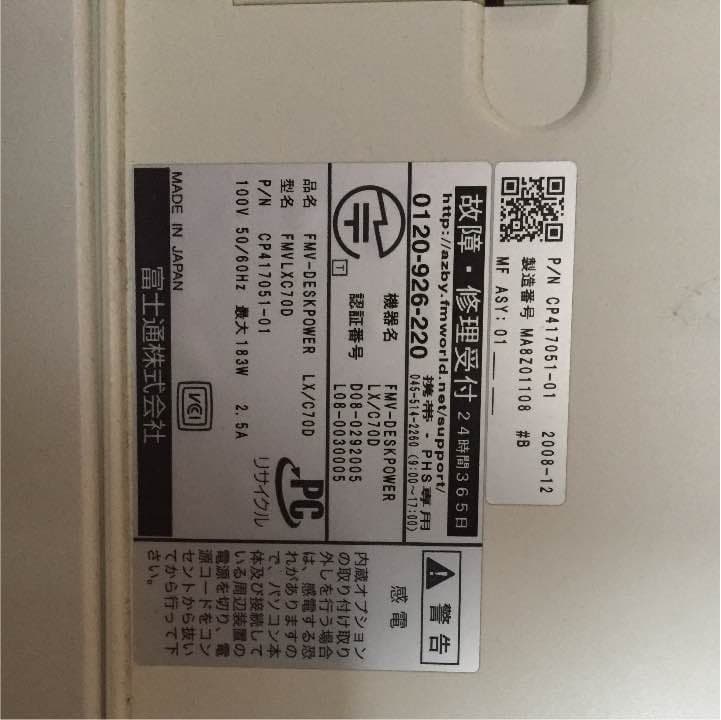 P/N CP417051-01 2008-12
製造番号 MA8Z01108 #B
MF ASY:01
故障・修理受付 24時間365日
http://azby.fmworld.net/support/
0120-926-220 携帯・PHS専用
045-514-2260 (9:00~17:00)
機器名 FMV-DESKPOWER
LX/C70D
認証番号 D08-0292005
L08-0030005
T
品名 FMV-DESKPOWER LX/C70D
型名 FMVLXC70D
P/N CP417051-01
100V 50/60Hz 最大183W 2.5A
PC
リサイクル
VCCI
MADE IN JAPAN
富士通株式会社
警告
感電
内蔵オプション
の取り付け取り
外しを行う場合
は、感電する恐
れがありますの
で、パソコン本
体及び接続して
いる周辺装置の
電源を切り、電
源コードをコン
セントから抜い
てから行って下
さい。